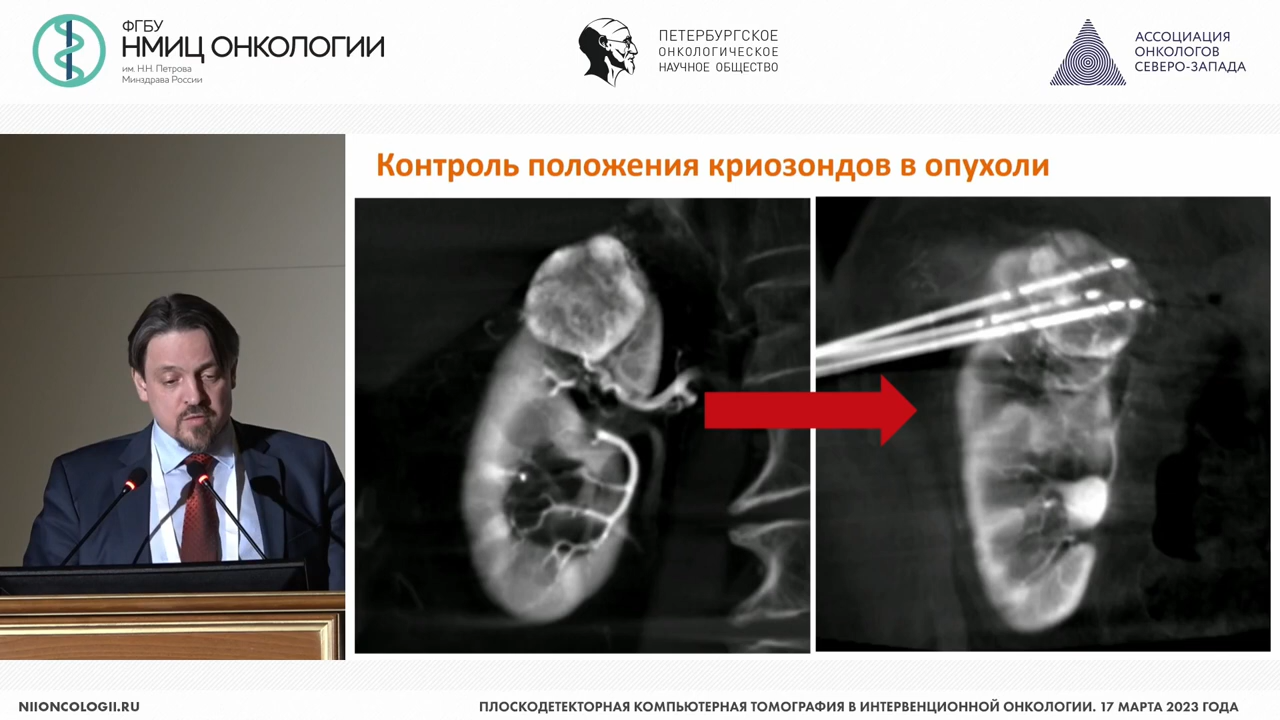 ФГБУ
НМИЦ ОНКОЛОГИИ
им. Н.Н. Петрова
Минздрава России
ПЕТЕРБУРГСКОЕ
ОНКОЛОГИЧЕСКОЕ
НАУЧНОЕ ОБЩЕСТВО
АССОЦИАЦИЯ
ОНКОЛОГОВ
СЕВЕРО-ЗАПАДА
Контроль положения криозондов в опухоли
NIIONCOLOGII.RU
ПЛОСКОДЕТЕКТОРНАЯ КОМПЬЮТЕРНАЯ ТОМОГРАФИЯ В ИНТЕРВЕНЦИОННОЙ ОНКОЛОГИИ. 17 МАРТА 2023 ГОДА